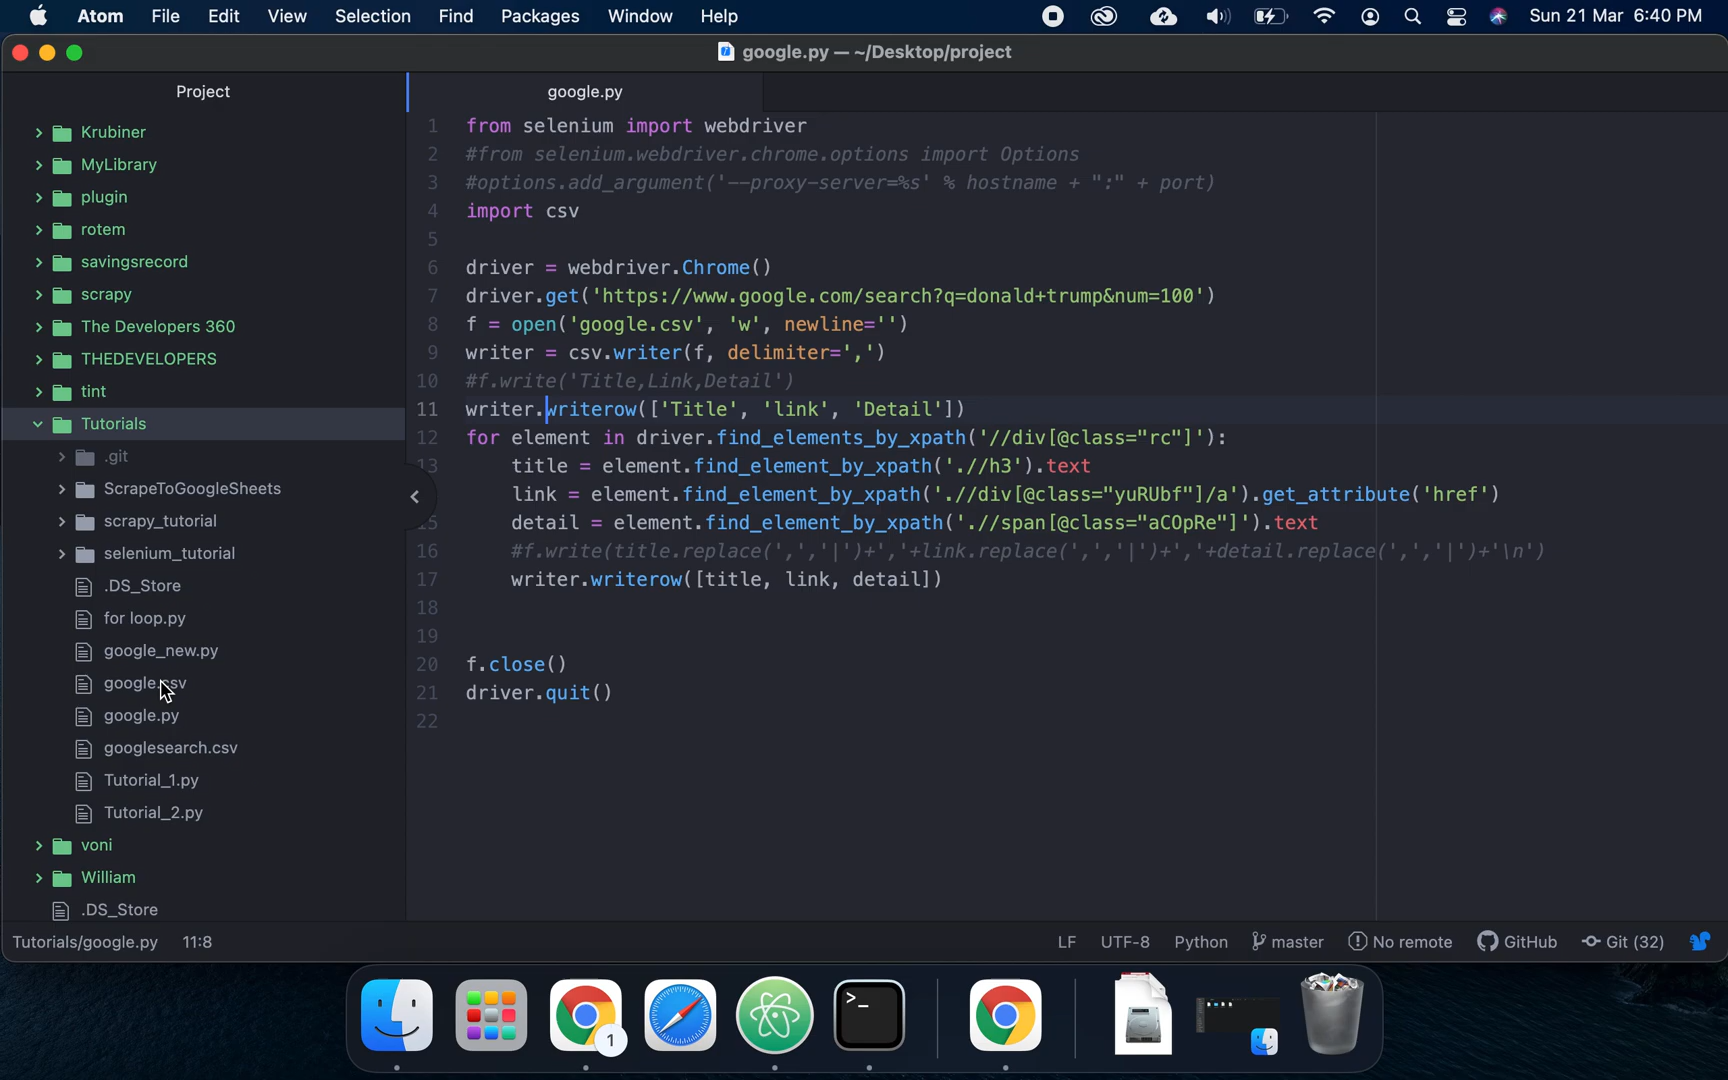 Atom File Edit View Selection Find Packages Window Help Sun 21 Mar 6:40 PM
google.py — ~/Desktop/project
Project
Krubiner
MyLibrary
plugin
rotem
savingsrecord
scrapy
The Developers 360
THEDEVELOPERS
tint
Tutorials
.git
ScrapeToGoogleSheets
scrapy_tutorial
selenium_tutorial
.DS_Store
for loop.py
google_new.py
google.csv
google.py
googlesearch.csv
Tutorial_1.py
Tutorial_2.py
voni
William
.DS_Store
google.py
1 from selenium import webdriver
2 #from selenium.webdriver.chrome.options import Options
3 #options.add_argument('--proxy-server=%s' % hostname + ":" + port)
4 import csv
5
6 driver = webdriver.Chrome()
7 driver.get('https://www.google.com/search?q=donald+trump&num=100')
8 f = open('google.csv', 'w', newline='')
9 writer = csv.writer(f, delimiter=',')
10 #f.write('Title,Link,Detail')
11 writer.writerow(['Title', 'link', 'Detail'])
12 for element in driver.find_elements_by_xpath('//div[@class="rc"]'):
13 title = element.find_element_by_xpath('.//h3').text
link = element.find_element_by_xpath('.//div[@class="yuRUbf"]/a').get_attribute('href')
15 detail = element.find_element_by_xpath('.//span[@class="aCOpRe"]').text
16 #f.write(title.replace(',','|')+','+link.replace(',','|')+','+detail.replace(',','|')+'\n')
17 writer.writerow([title, link, detail])
18
19
20 f.close()
21 driver.quit()
22
Tutorials/google.py 11:8 LF UTF-8 Python master No remote GitHub Git (32)
1
>_